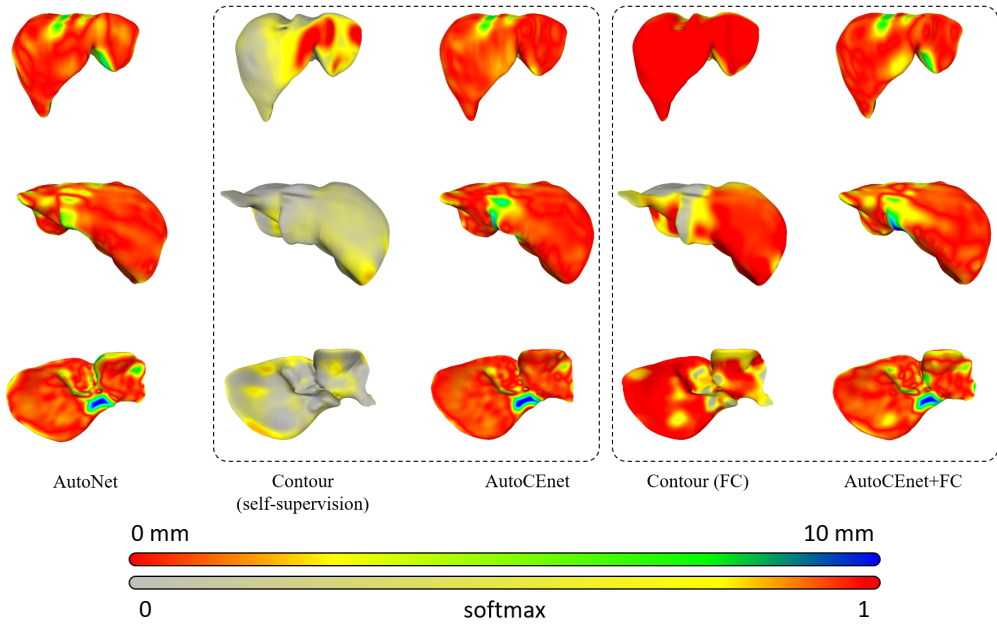 AutoNet
Contour
(self-supervision)
AutoCEnet
Contour (FC)
AutoCEnet+FC
0 mm
10 mm
0
softmax
1